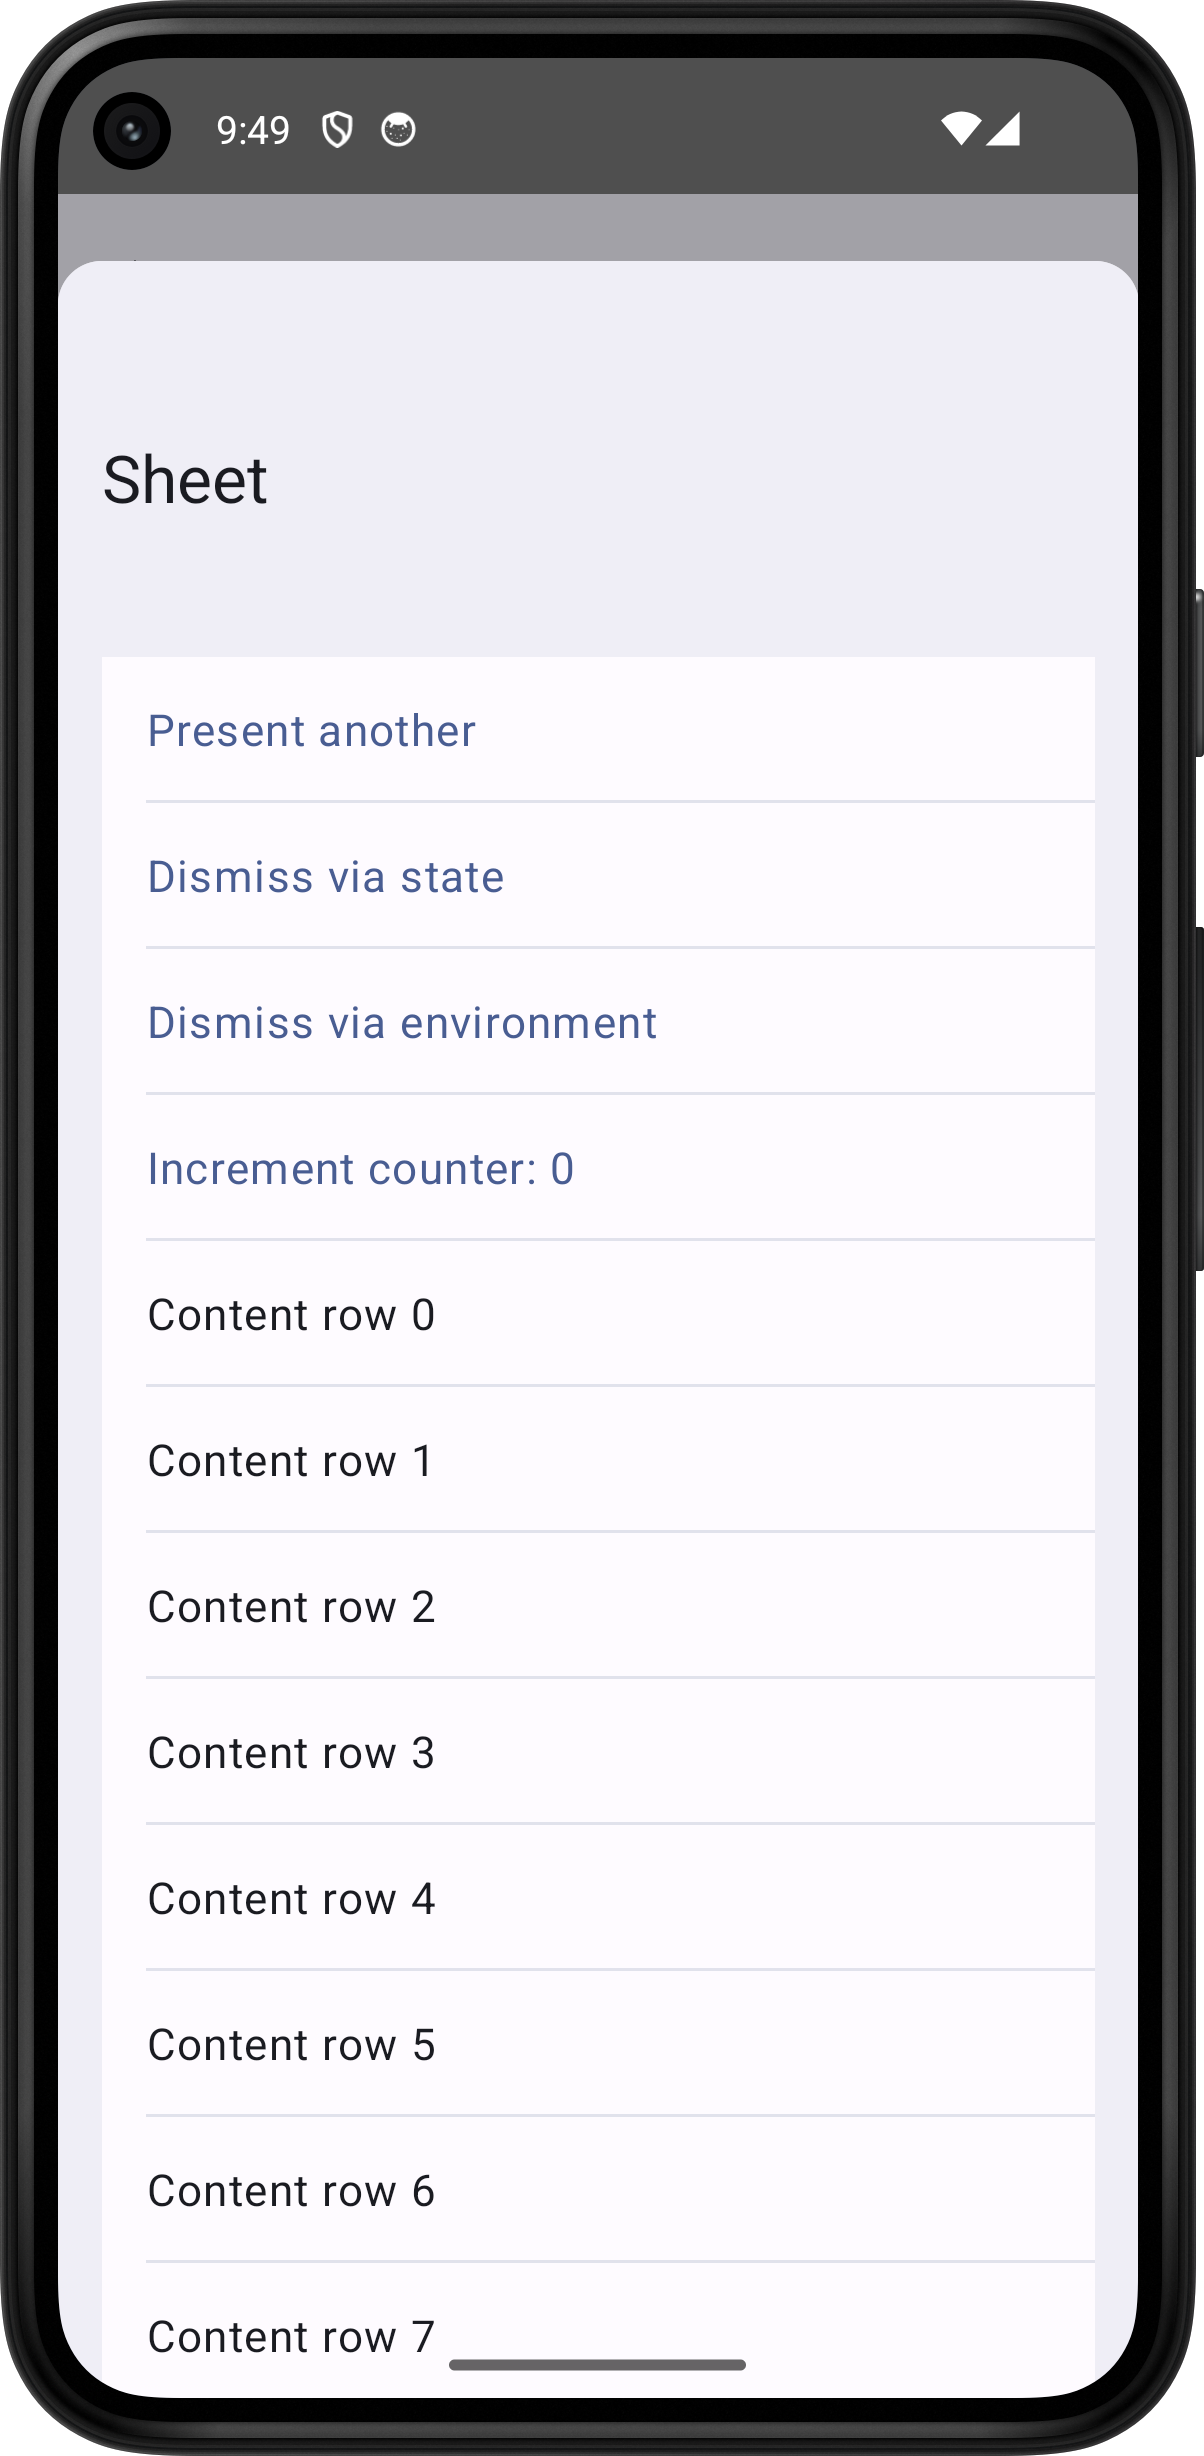 9:49
Sheet
Present another
Dismiss via state
Dismiss via environment
Increment counter: 0
Content row 0
Content row 1
Content row 2
Content row 3
Content row 4
Content row 5
Content row 6
Content row 7